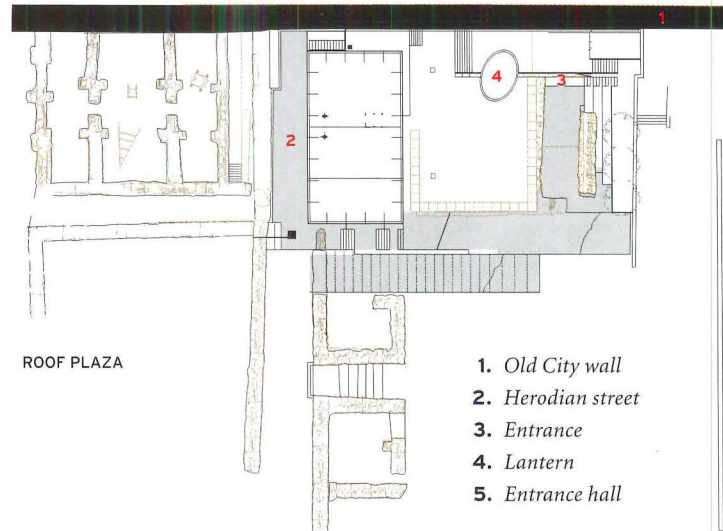 1
2
3
4
ROOF PLAZA
1. Old City wall
2. Herodian street
3. Entrance
4. Lantern
5. Entrance hall